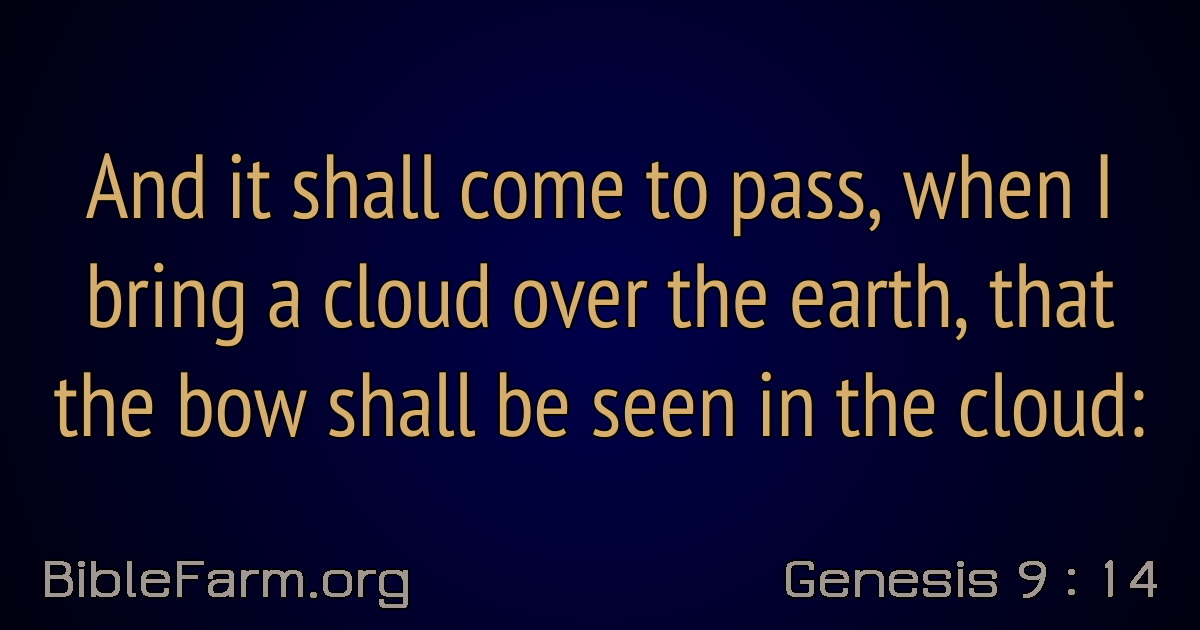 And it shall come to pass, when I
bring a cloud over the earth, that
the bow shall be seen in the cloud:
BibleFarm.org
Genesis 9 : 14